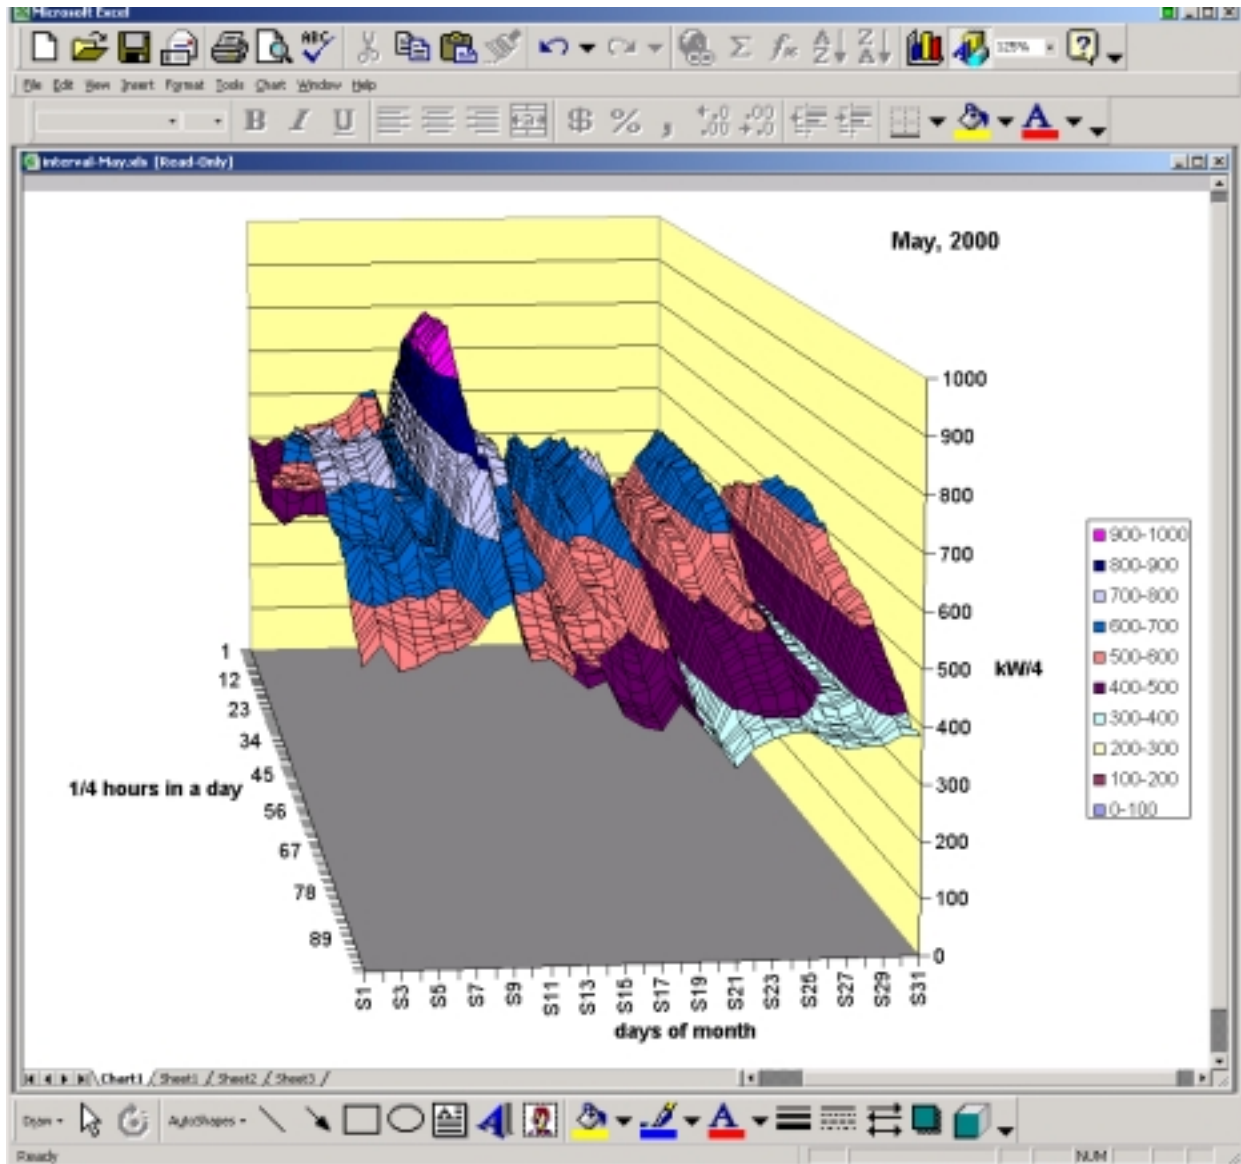 Microsoft Excel
ABC
125%
File Edit View Insert Format Tools Chart Window Help
B I U $ % ,
interval-May.xls [Read-Only]
May, 2000
1000
900
800
700
600
500
400
300
200
100
0
kW/4
900-1000
800-900
700-800
600-700
500-600
400-500
300-400
200-300
100-200
0-100
1
12
23
34
45
56
67
78
89
1/4 hours in a day
S1 S3 S5 S7 S9 S11 S13 S15 S17 S19 S21 S23 S25 S27 S29 S31
days of month
Chart1 / Sheet1 / Sheet2 / Sheet3 /
Draw AutoShapes
Ready NUM